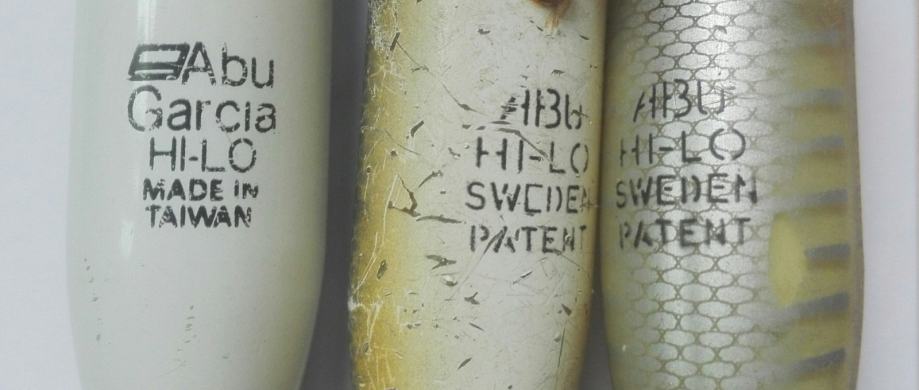 Abu
Garcia
HI-LO
MADE IN
TAIWAN
ABU
HI-LO
SWEDEN
PATENT
ABU
HI-LO
SWEDEN
PATENT